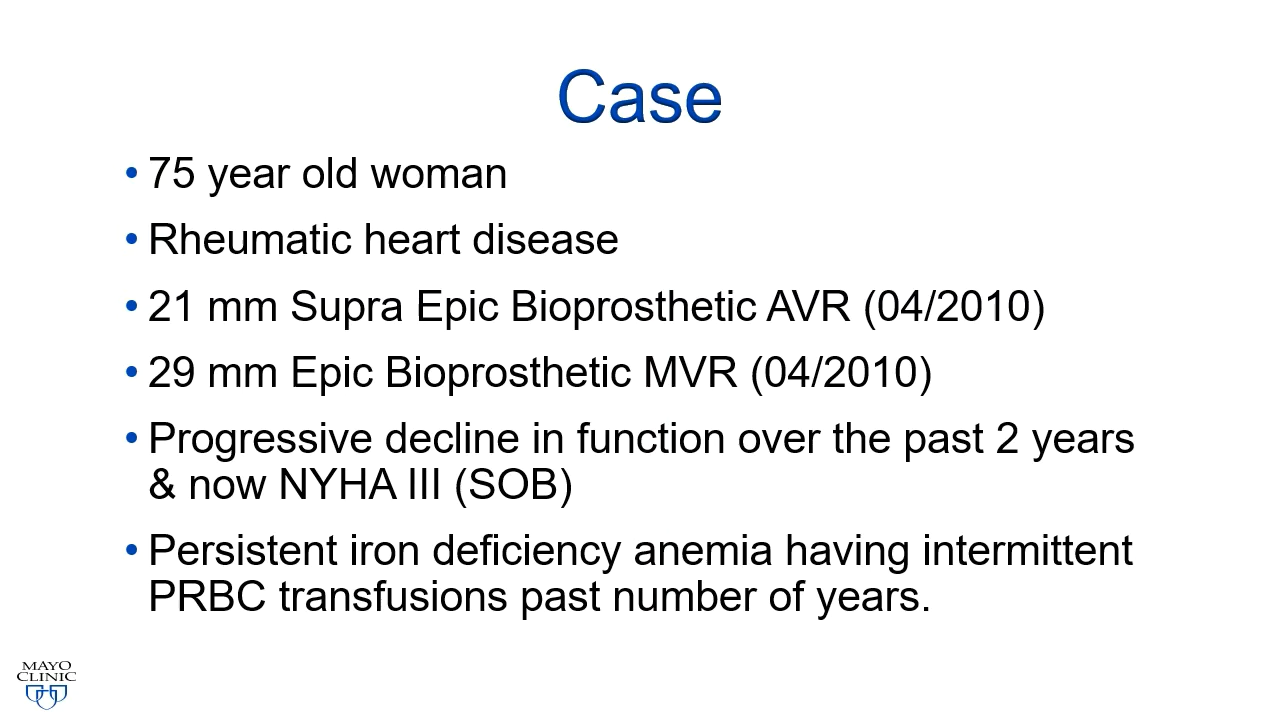 Case
• 75 year old woman
• Rheumatic heart disease
• 21 mm Supra Epic Bioprosthetic AVR (04/2010)
• 29 mm Epic Bioprosthetic MVR (04/2010)
• Progressive decline in function over the past 2 years
& now NYHA III (SOB)
• Persistent iron deficiency anemia having intermittent
PRBC transfusions past number of years.
MAYO
CLINIC